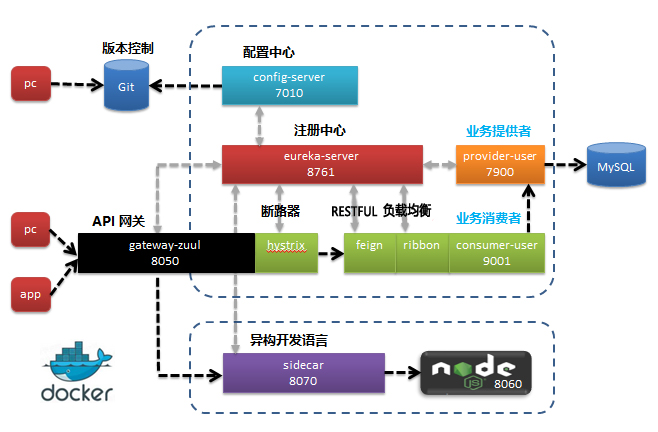 版本控制
配置中心
pc
Git
config-server
7010
注册中心
业务提供者
eureka-server
8761
provider-user
7900
MySQL
API 网关
断路器
RESTFUL 负载均衡
业务消费者
pc
app
gateway-zuul
8050
hystrix
feign
ribbon
consumer-user
9001
异构开发语言
sidecar
8070
node
JS
8060
docker